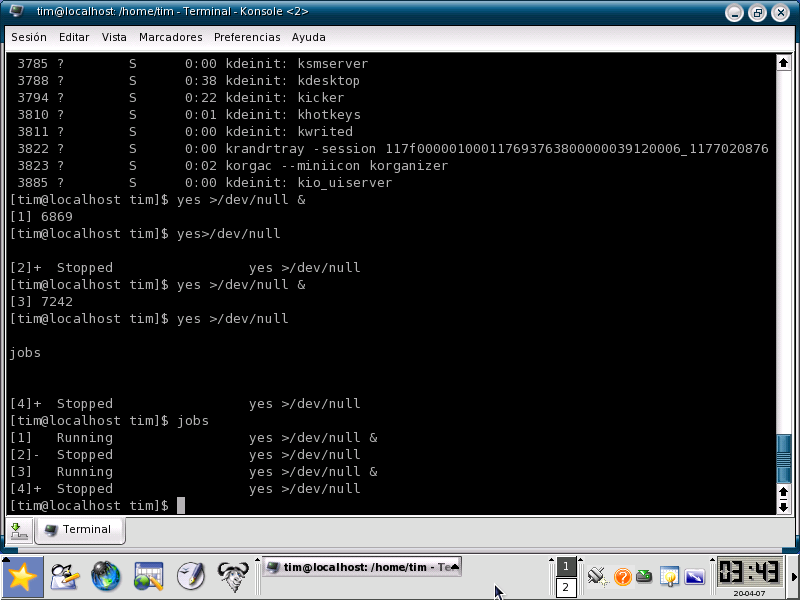 tim@localhost: /home/tim - Terminal - Konsole <2>
Sesión Editar Vista Marcadores Preferencias Ayuda
3785 ? S 0:00 kdeinit: ksmserver
3788 ? S 0:38 kdeinit: kdesktop
3794 ? S 0:22 kdeinit: kicker
3810 ? S 0:01 kdeinit: khotkeys
3811 ? S 0:00 kdeinit: kwrited
3822 ? S 0:00 krandrtray -session 117f000001000117693763800000039120006_1177020876
3823 ? S 0:02 korgac --miniicon korganizer
3885 ? S 0:00 kdeinit: kio_uiserver
[tim@localhost tim]$ yes >/dev/null &
[1] 6869
[tim@localhost tim]$ yes>/dev/null
[2]+ Stopped yes >/dev/null
[tim@localhost tim]$ yes >/dev/null &
[3] 7242
[tim@localhost tim]$ yes >/dev/null
jobs
[4]+ Stopped yes >/dev/null
[tim@localhost tim]$ jobs
[1] Running yes >/dev/null &
[2]- Stopped yes >/dev/null
[3] Running yes >/dev/null &
[4]+ Stopped yes >/dev/null
[tim@localhost tim]$
Terminal
tim@localhost: /home/tim - Te
1
2
03:43
20-04-07